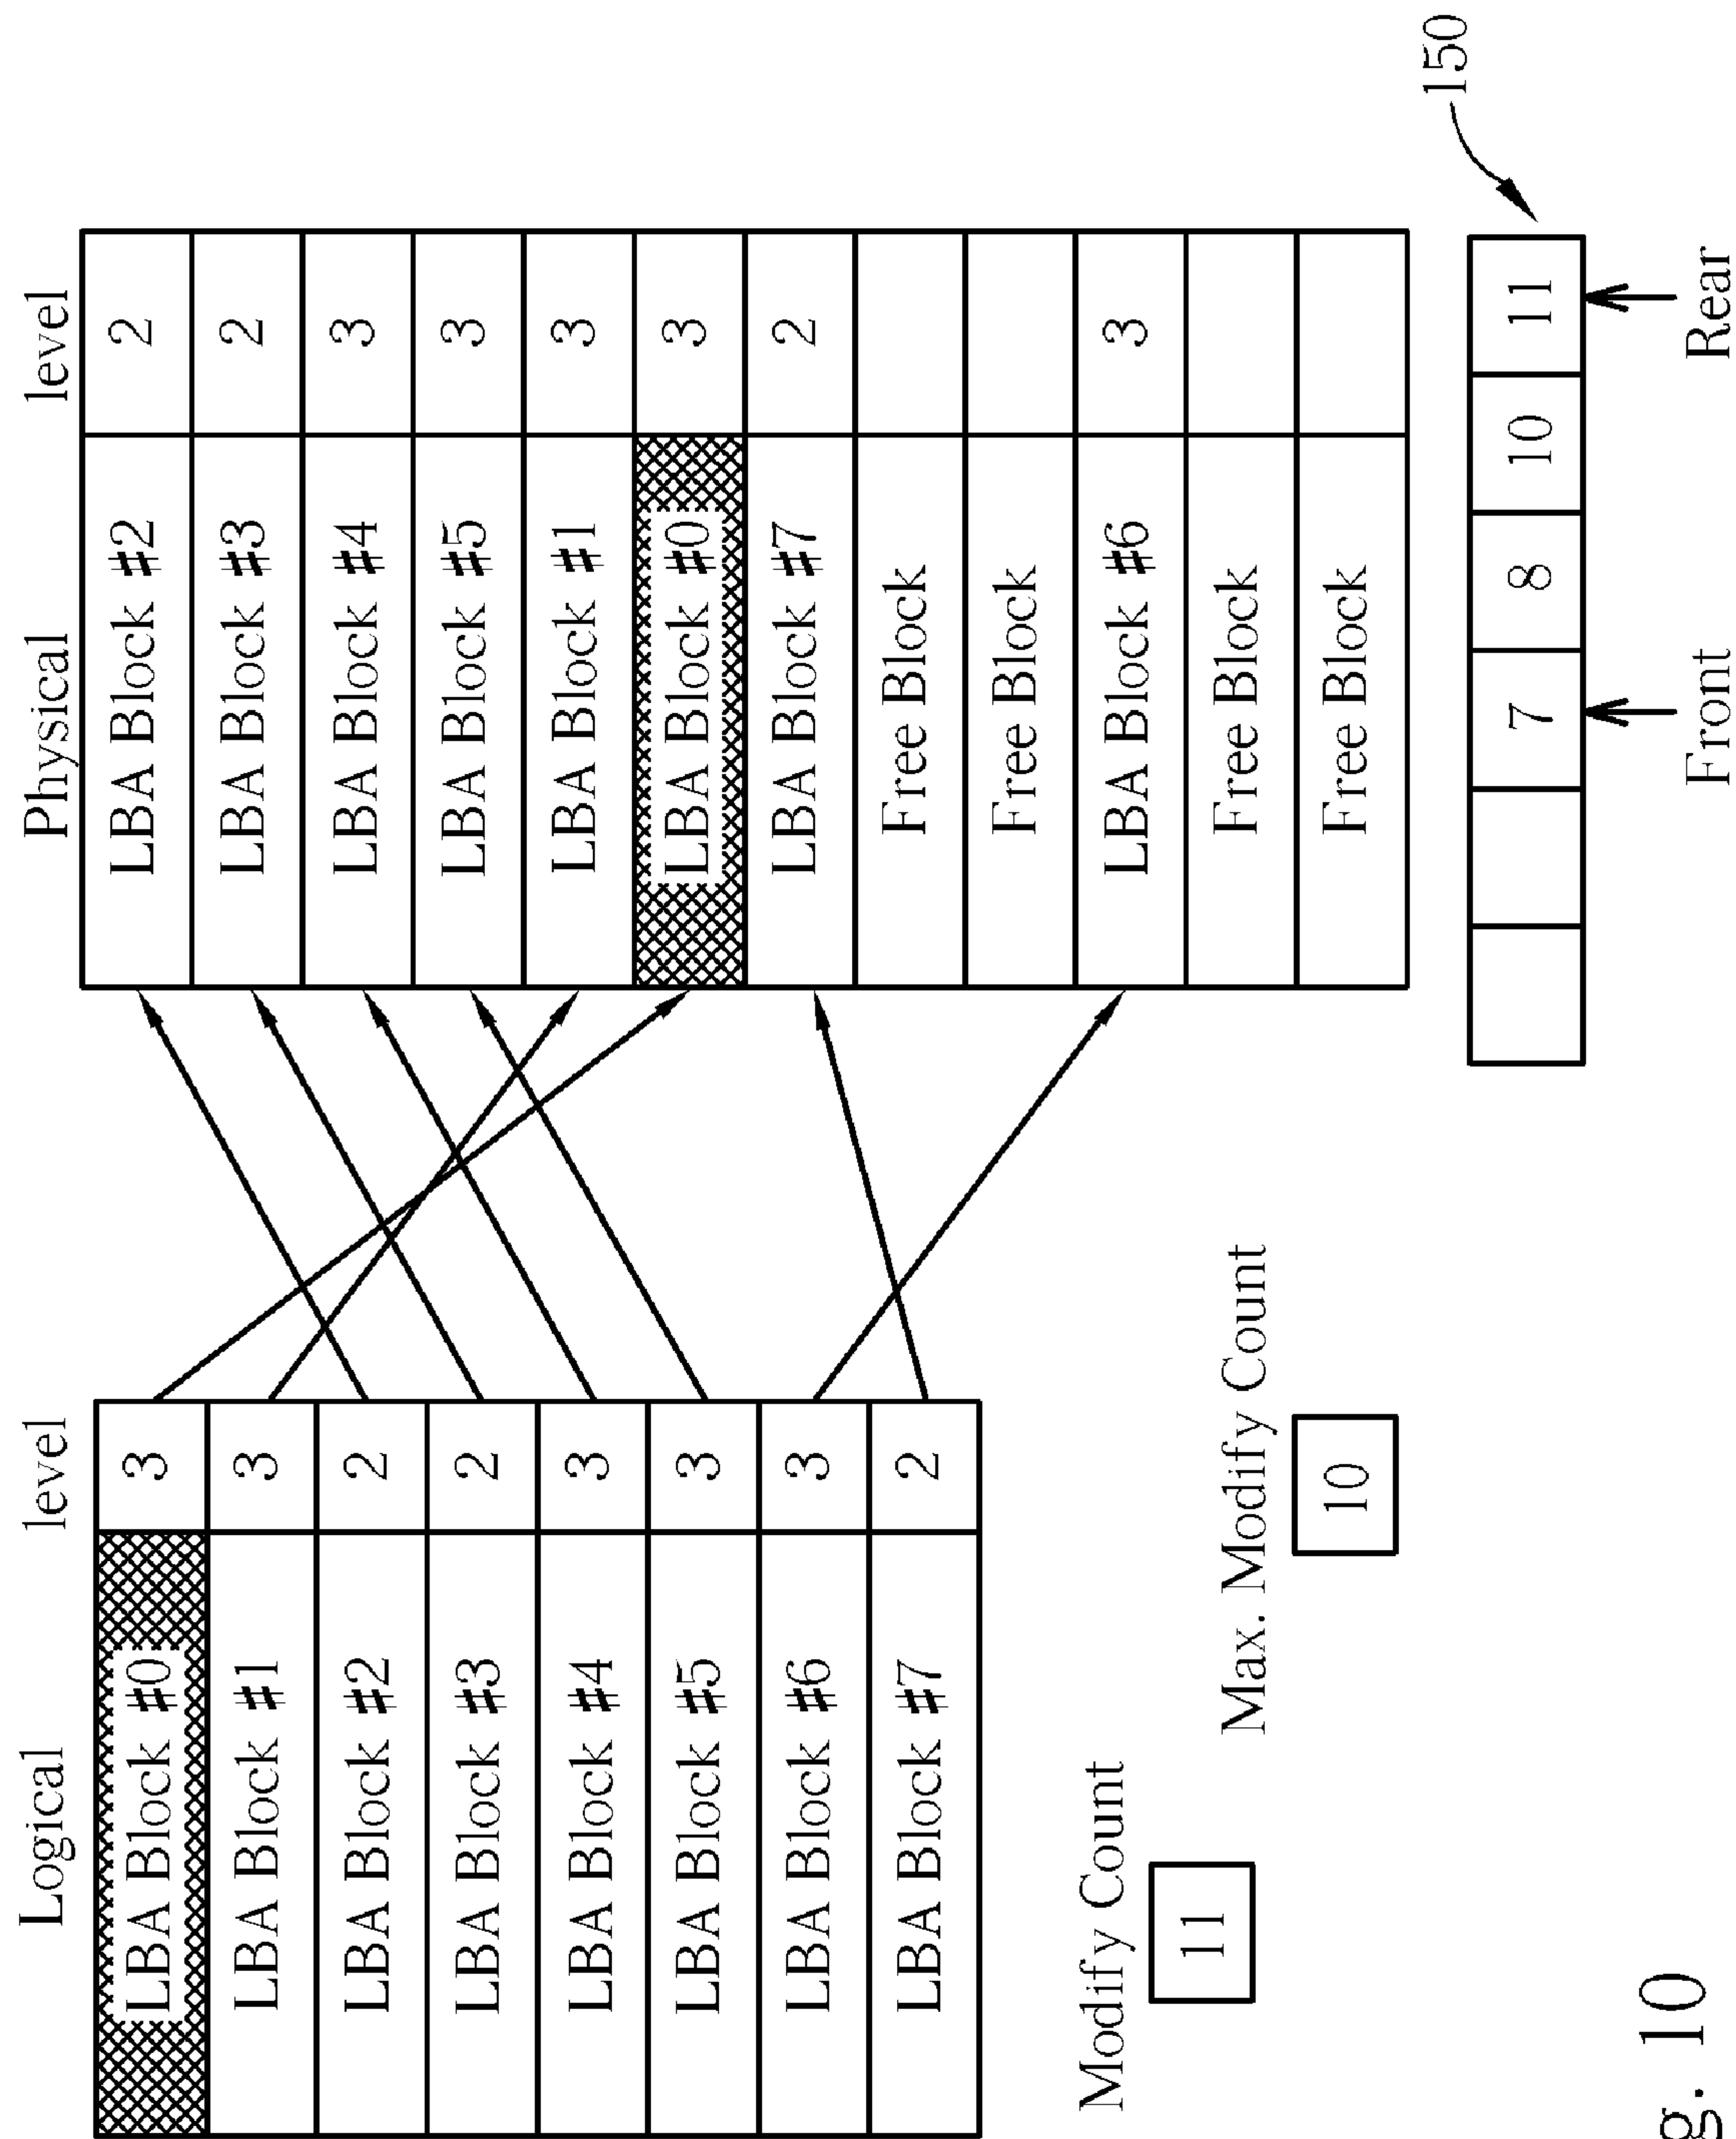 Logical
level
LBA Block #0 3
LBA Block #1 3
LBA Block #2 2
LBA Block #3 2
LBA Block #4 3
LBA Block #5 3
LBA Block #6 3
LBA Block #7 2
Physical
level
LBA Block #2 2
LBA Block #3 2
LBA Block #4 3
LBA Block #5 3
LBA Block #1 3
LBA Block #0 3
LBA Block #7 2
Free Block
Free Block
LBA Block #6 3
Free Block
Free Block
Modify Count
11
Max. Modify Count
10
7 8 10 11
150
Front
Rear
g. 10